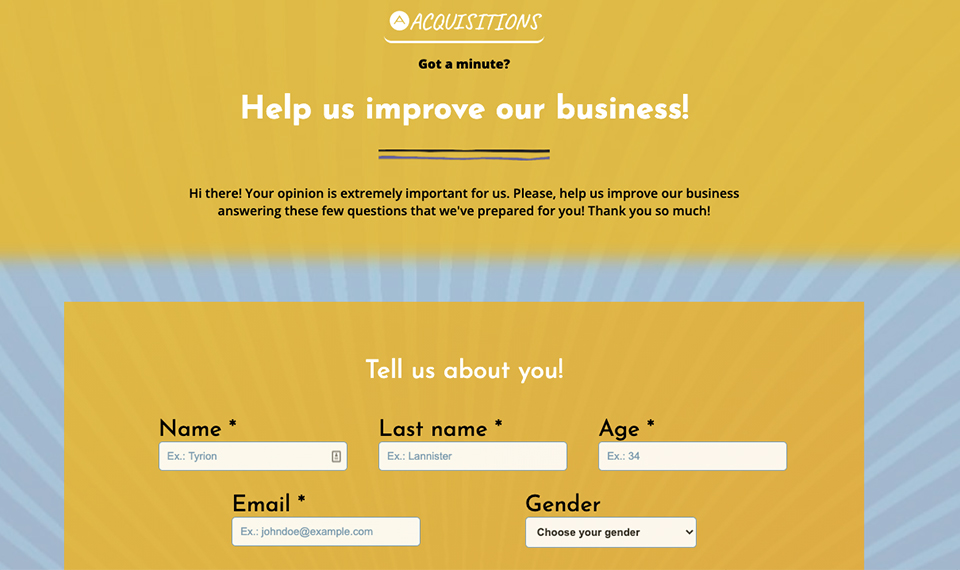 A ACQUISITIONS
Got a minute?
Help us improve our business!
Hi there! Your opinion is extremely important for us. Please, help us improve our business
answering these few questions that we've prepared for you! Thank you so much!
Tell us about you!
Name * Last name * Age *
Ex.: Tyrion Ex.: Lannister Ex.: 34
Email * Gender
Ex.: johndoe@example.com Choose your gender